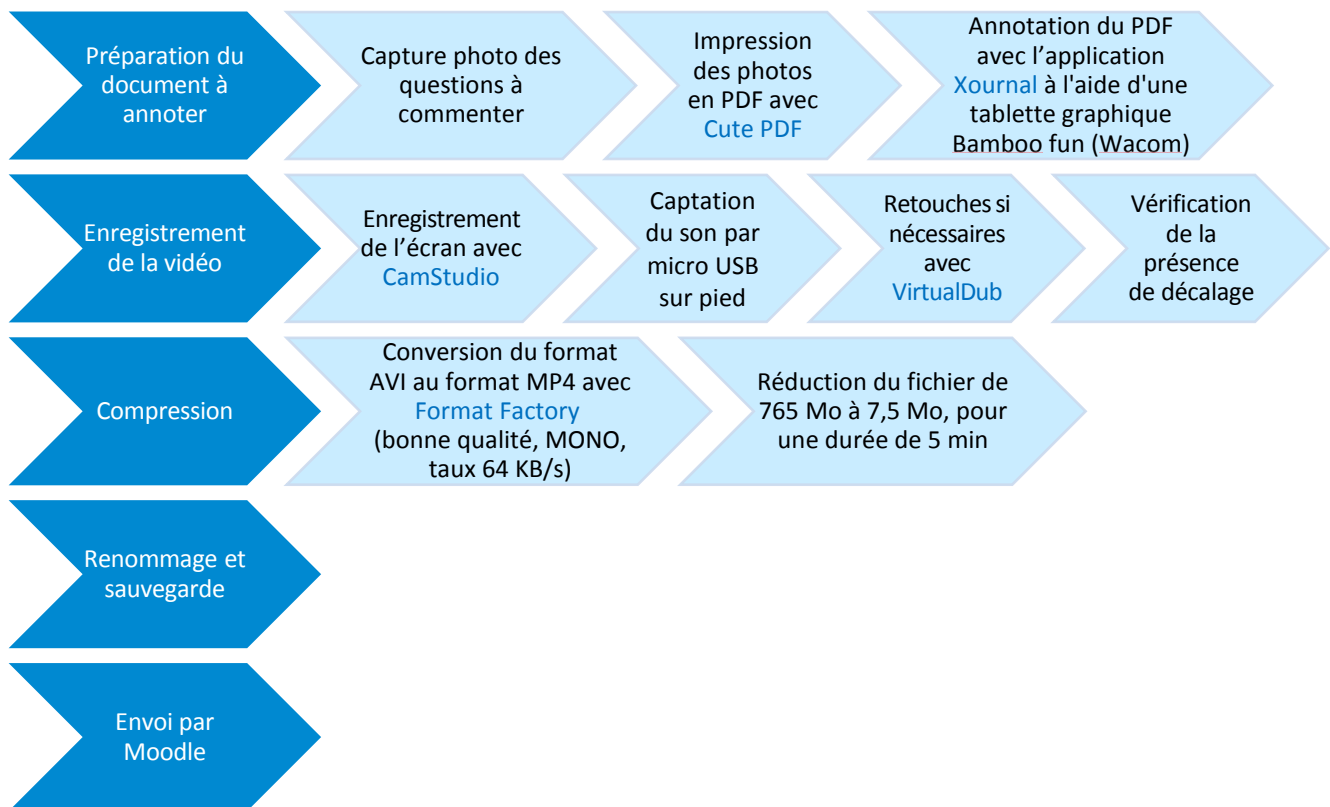 Préparation du
document à
annoter
Capture photo des
questions à
commenter
Impression
des photos
en PDF avec
Cute PDF
Annotation du PDF
avec l’application
Xournal à l'aide d'une
tablette graphique
Bamboo fun (Wacom)
Enregistrement
de la vidéo
Enregistrement
de l’écran avec
CamStudio
Captation
du son par
micro USB
sur pied
Retouches si
nécessaires
avec
VirtualDub
Vérification
de la
présence
de décalage
Compression
Conversion du format
AVI au format MP4 avec
Format Factory
(bonne qualité, MONO,
taux 64 KB/s)
Réduction du fichier de
765 Mo à 7,5 Mo, pour
une durée de 5 min
Renommage et
sauvegarde
Envoi par
Moodle